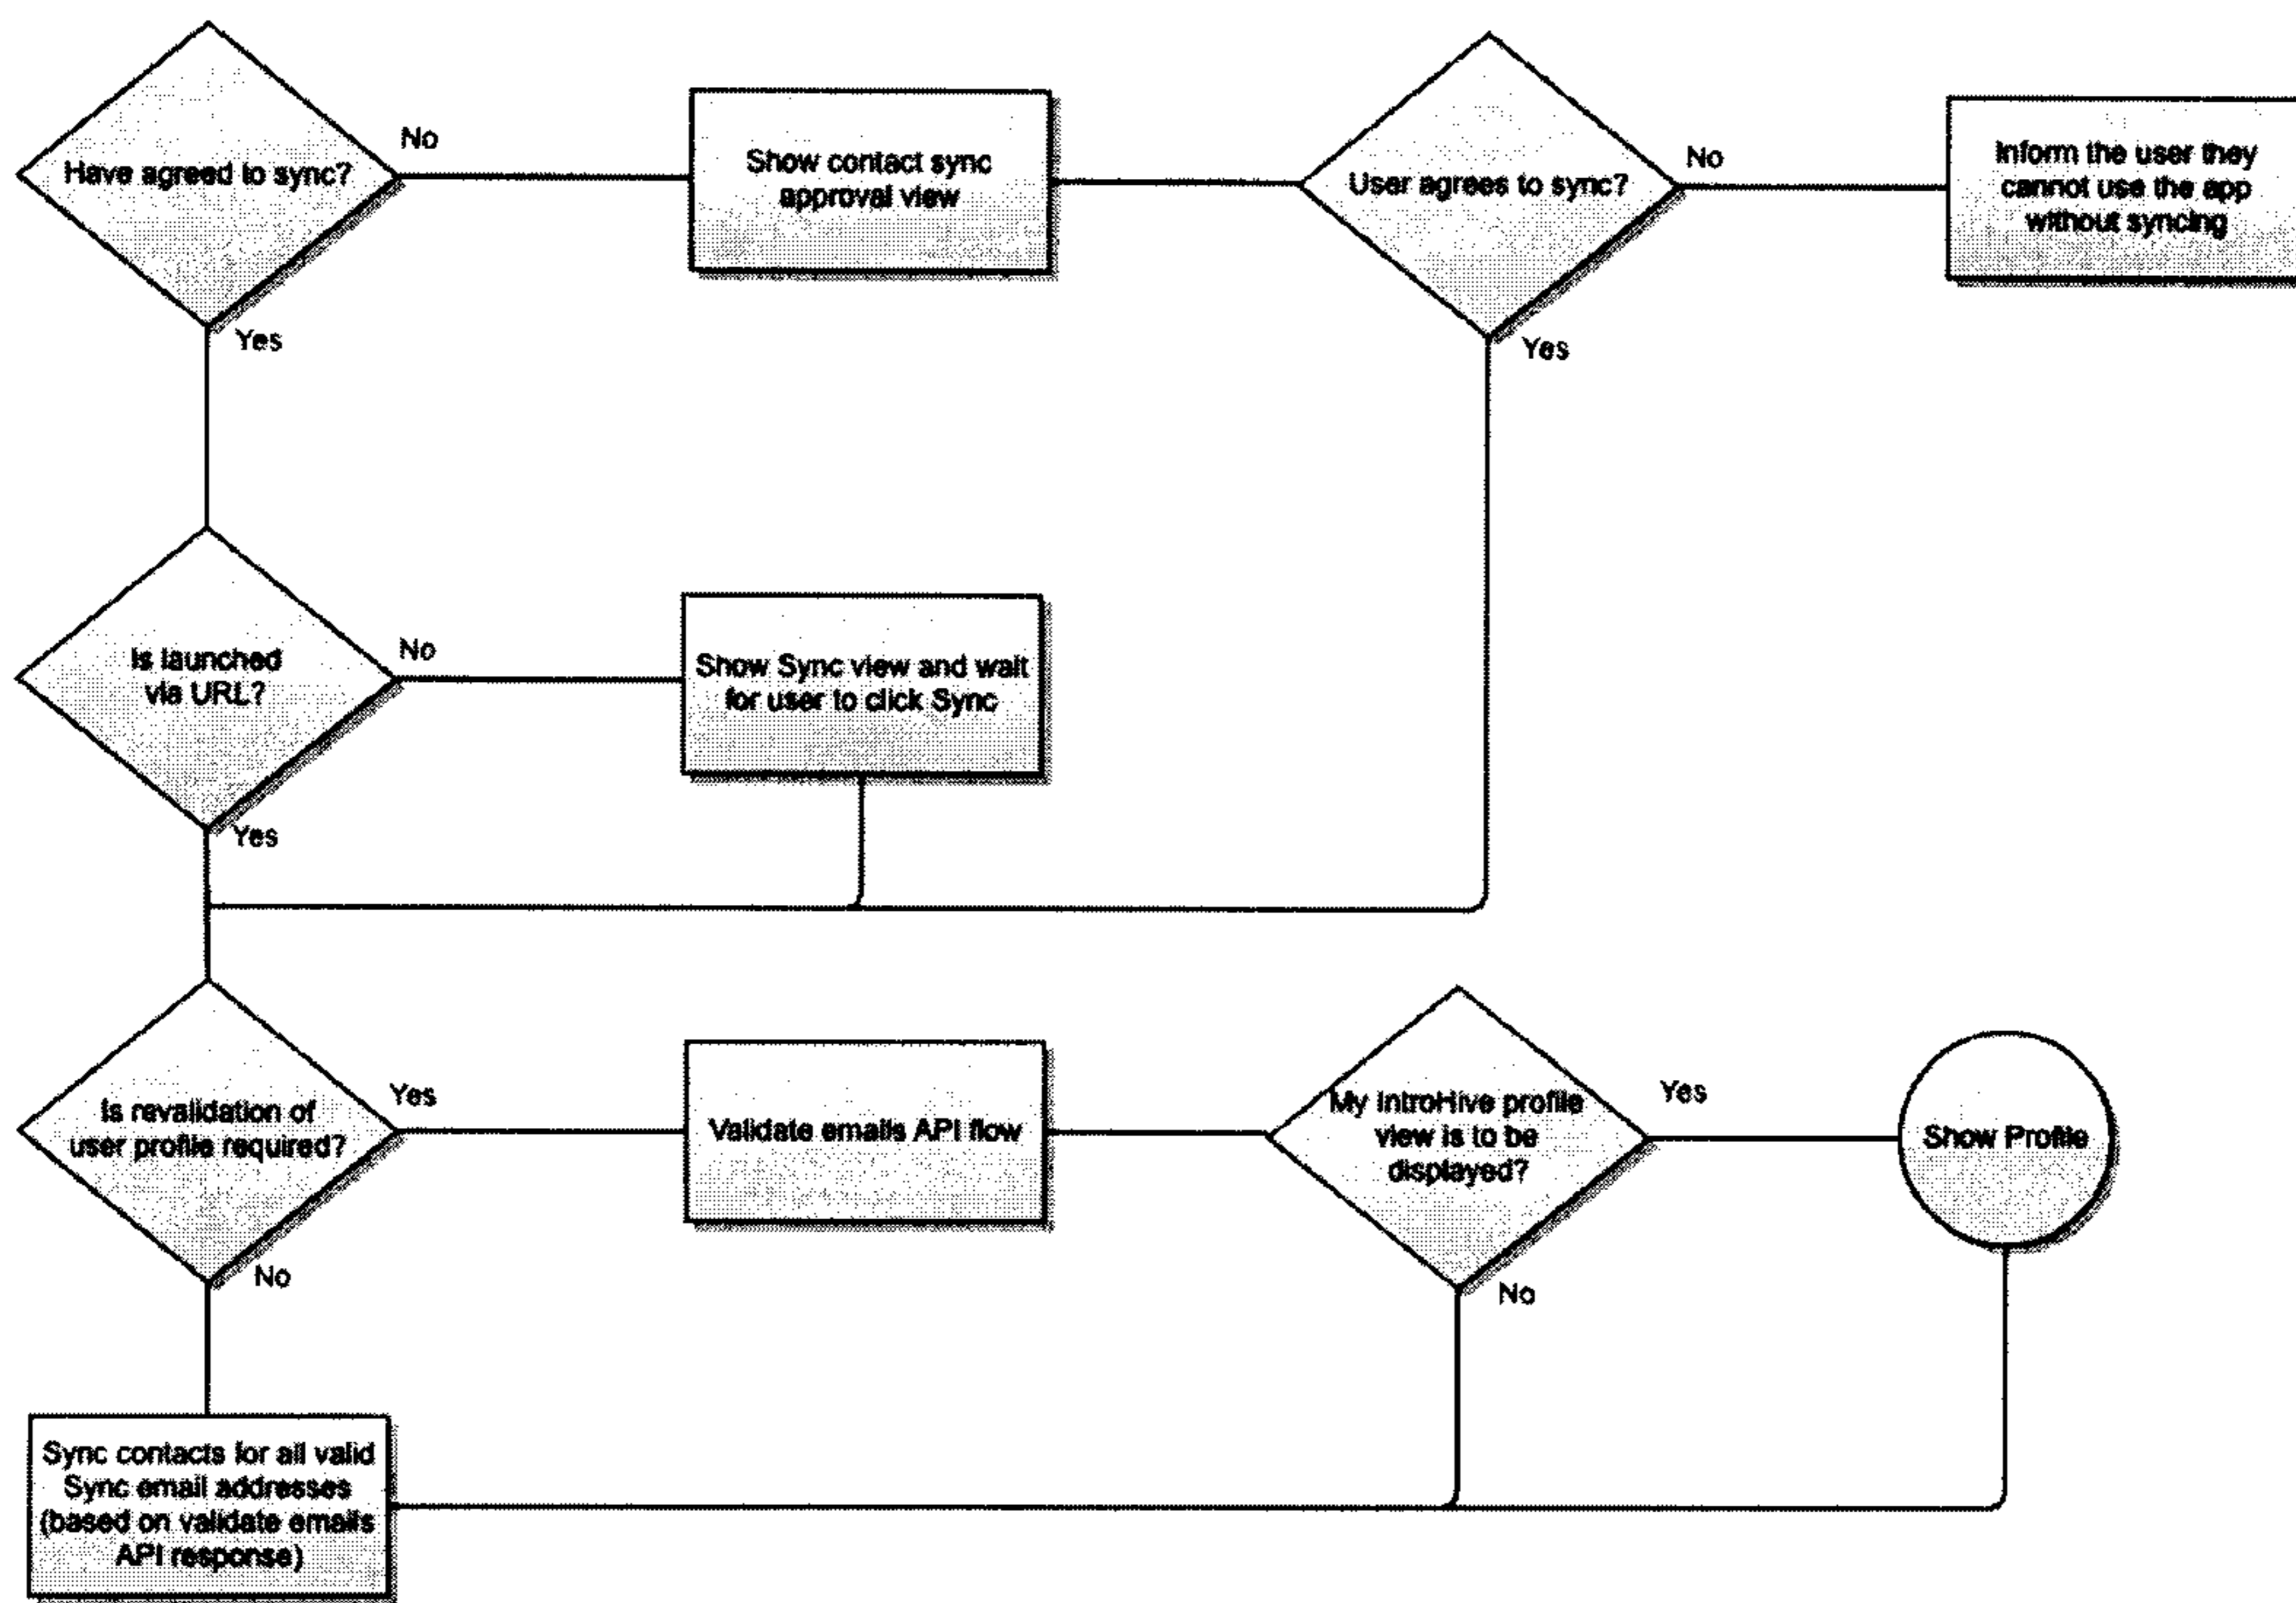 Have agreed to sync?
No
Yes
Show contact sync
approval view
User agrees to sync?
No
Yes
Inform the user they
cannot use the app
without syncing
Is launched
via URL?
No
Yes
Show Sync view and wait
for user to click Sync
Is revalidation of
user profile required?
Yes
No
Validate emails API flow
My IntroHive profile
view is to be
displayed?
Yes
No
Show Profile
Sync contacts for all valid
Sync email addresses
(based on validate emails
API response)